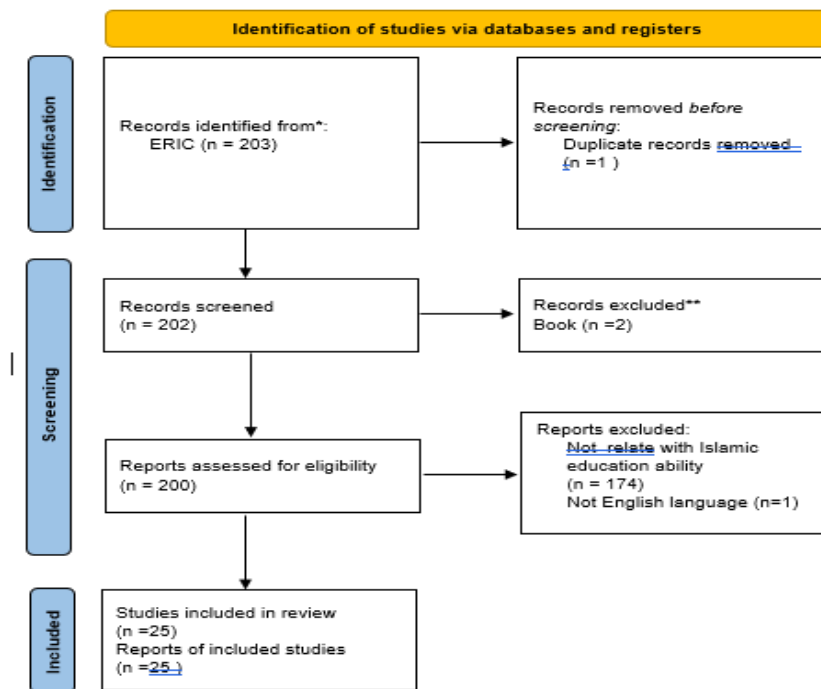 Identification of studies via databases and registers
Identification
Records identified from*:
ERIC (n = 203)
Records removed before
screening:
Duplicate records removed
(n =1 )
Screening
Records screened
(n = 202)
Records excluded**
Book (n =2)
Reports assessed for eligibility
(n = 200)
Reports excluded:
Not  relate with Islamic
education ability
(n = 174)
Not English language (n=1)
Included
Studies included in review
(n =25)
Reports of included studies
(n =25 )